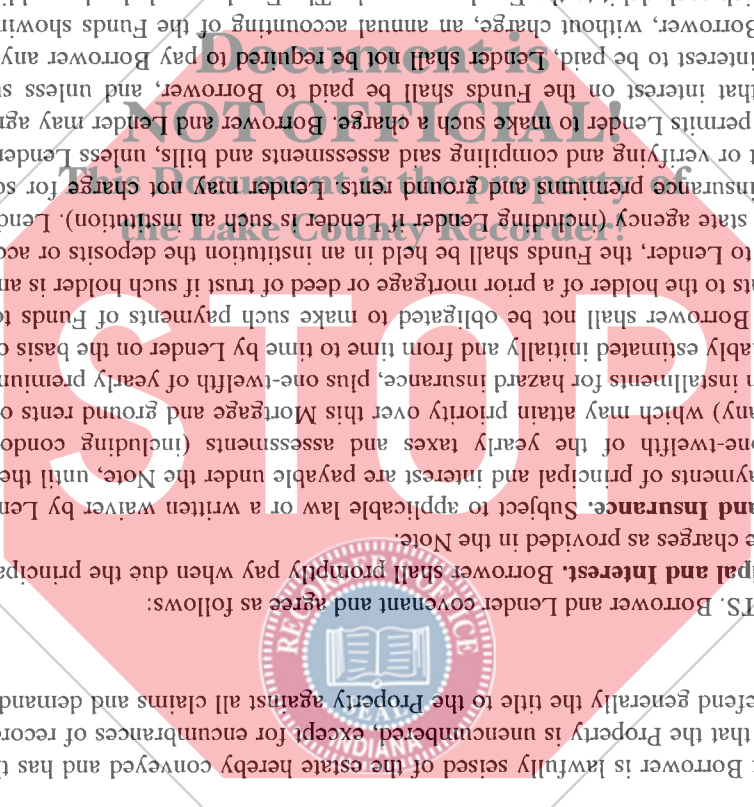 Borrower is lawfully seised of the estate hereby conveyed and has t
that the Property is unencumbered, except for encumbrances of recor
efend generally the title to the Property against all claims and demand
TS. Borrower and Lender covenant and agree as follows:
pal and Interest. Borrower shall promptly pay when due the principa
e charges as provided in the Note.
and Insurance. Subject to applicable law or a written waiver by Len
ayments of principal and interest are payable under the Note, until the
one-twelfth of the yearly taxes and assessments (including condo
any) which may attain priority over this Mortgage and ground rents o
n installments for hazard insurance, plus one-twelfth of yearly premium
ably estimated initially and from time to time by Lender on the basis o
Borrower shall not be obligated to make such payments of Funds to
ts to the holder of a prior mortgage or deed of trust if such holder is an
to Lender, the Funds shall be held in an institution the deposits or acc
state agency (including Lender if Lender is such an institution). Lend
insurance premiums and ground rents. Lender may not charge for so
t or verifying and compiling said assessments and bills, unless Lender
permits Lender to make such a charge. Borrower and Lender may agr
that interest on the Funds shall be paid to Borrower, and unless su
interest to be paid, Lender shall not be required to pay Borrower any
Borrower, without charge, an annual accounting of the Funds showin
Document is
NOT OFFICIAL!
This Document is the property of
the Lake County Recorder!
STOP
RECORDER'S OFFICE
SEAL
INDIANA